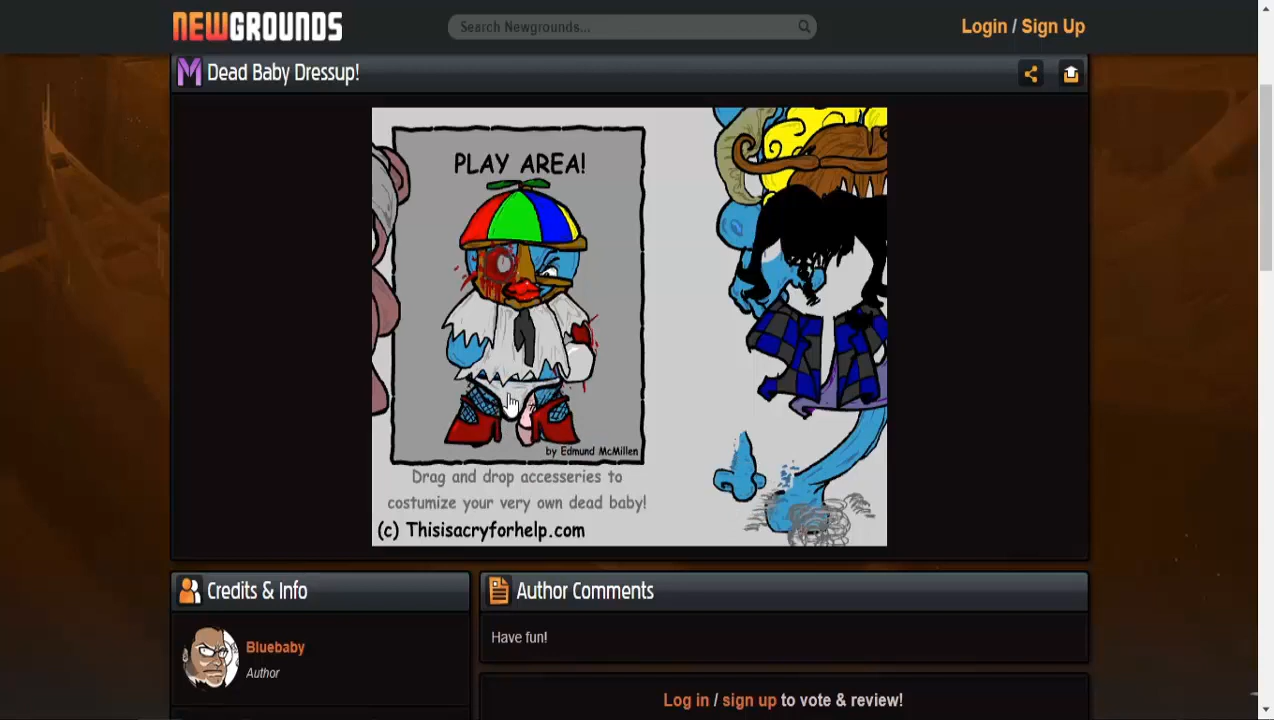 NEWGROUNDS
Search Newgrounds...
Login / Sign Up
Dead Baby Dressup!
PLAY AREA!
by Edmund McMillen
Drag and drop accesseries to
costumize your very own dead baby!
(c) Thisisacryforhelp.com
Credits & Info
Author Comments
Bluebaby
Author
Have fun!
Log in / sign up to vote & review!